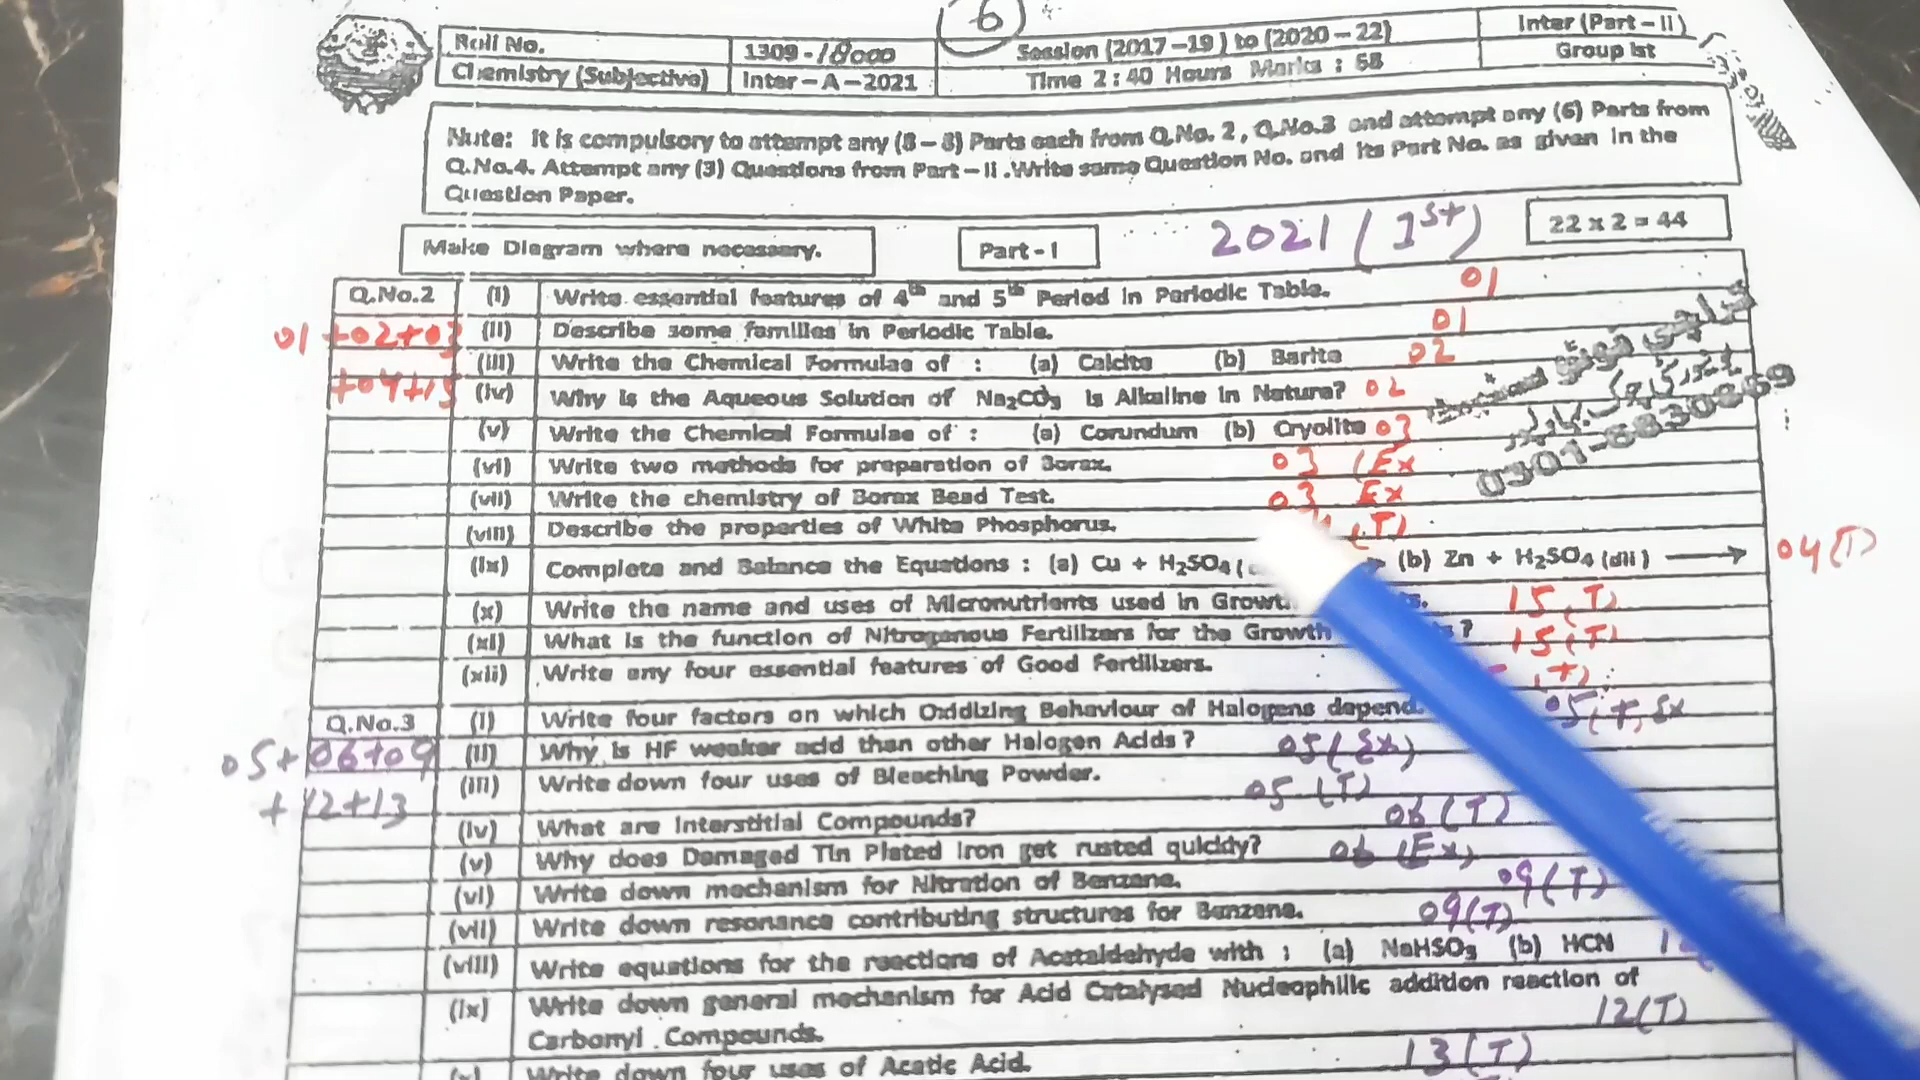 6
Roll No.
1309-18000
Session (2017-19) to (2020-22)
Inter (Part-II)
Chemistry (Subjective)
Inter-A-2021
Time 2:40 Hours Marks: 68
Group Ist
Note: It is compulsory to attempt any (8-8) Parts each from Q.No. 2, Q.No.3 and attempt any (6) Parts from
Q.No.4. Attempt any (3) Questions from Part-II. Write same Question No. and its Part No. as given in the
Question Paper.
Make Diagram where necessary.
Part-I
2021 (Ist)
22 x 2 = 44
Q.No.2 (i) Write essential features of 4th and 5th Period in Periodic Table. 01
01+02+03 (ii) Describe some families in Periodic Table. 01
(iii) Write the Chemical Formulae of : (a) Calcite (b) Barite 02
+04+15 (iv) Why is the Aqueous Solution of Na₂CO₃ is Alkaline in Nature? 02
(v) Write the Chemical Formulae of : (a) Corundum (b) Cryolite 03
(vi) Write two methods for preparation of Borax. 03 (Ex
(vii) Write the chemistry of Borax Bead Test. 03 Ex
(viii) Describe the properties of White Phosphorus. (T)
(ix) Complete and Balance the Equations : (a) Cu + H₂SO₄ ( → (b) Zn + H₂SO₄ (dil) → 04(T)
(x) Write the name and uses of Micronutrients used in 15(T)
(xi) What is the function of Nitrogenous Fertilizers for the Growth ? 15(T)
(xii) Write any four essential features of Good Fertilizers. (T)
Q.No.3 (i) Write four factors on which Oxidizing Behaviour of Halogens depend. 05(T, Ex
05+06+09 (ii) Why is HF weaker acid than other Halogen Acids? 05(Ex)
+12+13 (iii) Write down four uses of Bleaching Powder. 05(T)
(iv) What are Interstitial Compounds? 06(T)
(v) Why does Damaged Tin Plated Iron get rusted quickly? 06(Ex)
(vi) Write down mechanism for Nitration of Benzene. 09(T)
(vii) Write down resonance contributing structures for Benzene. 09(T)
(viii) Write equations for the reactions of Acetaldehyde with : (a) NaHSO₃ (b) HCN
(ix) Write down general mechanism for Acid Catalysed Nucleophilic addition reaction of
Carbonyl Compounds. 12(T)
(x) Write down four uses of Acetic Acid. 13(T)